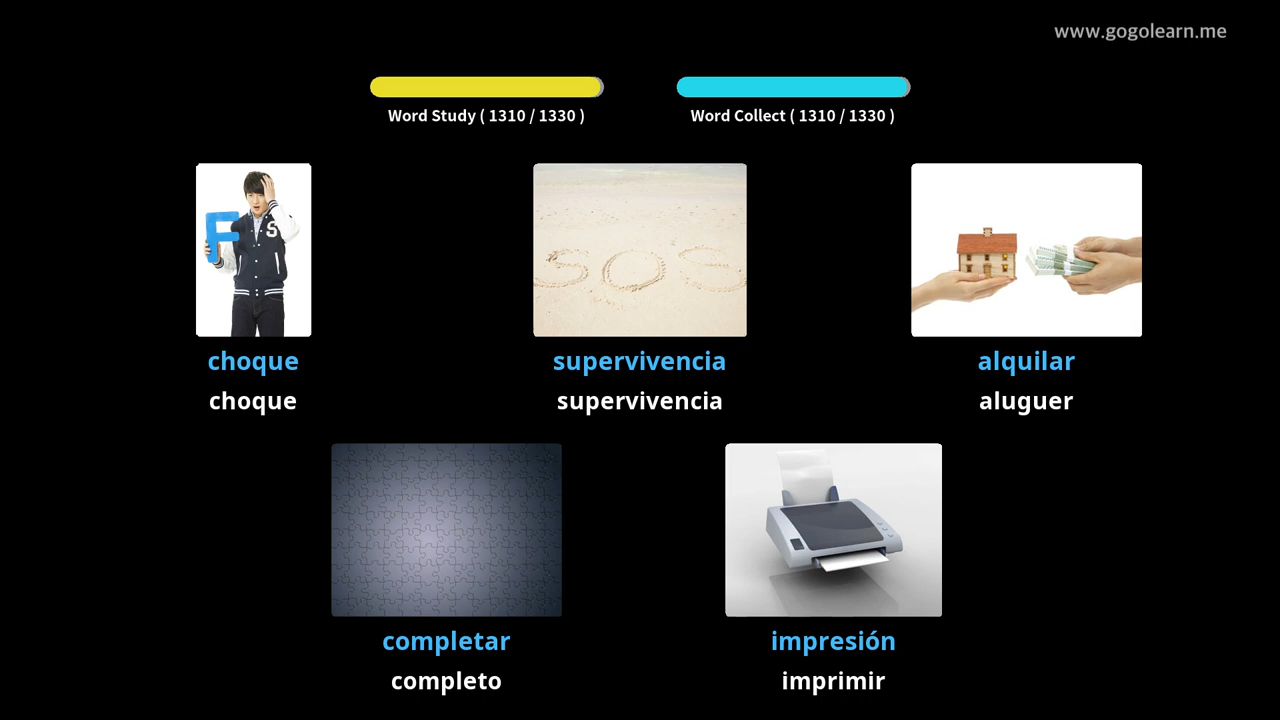 www.gogolearn.me
Word Study ( 1310 / 1330 )
Word Collect ( 1310 / 1330 )
F
S
SOS
choque
choque
supervivencia
supervivencia
alquilar
aluguer
completar
completo
impresión
imprimir